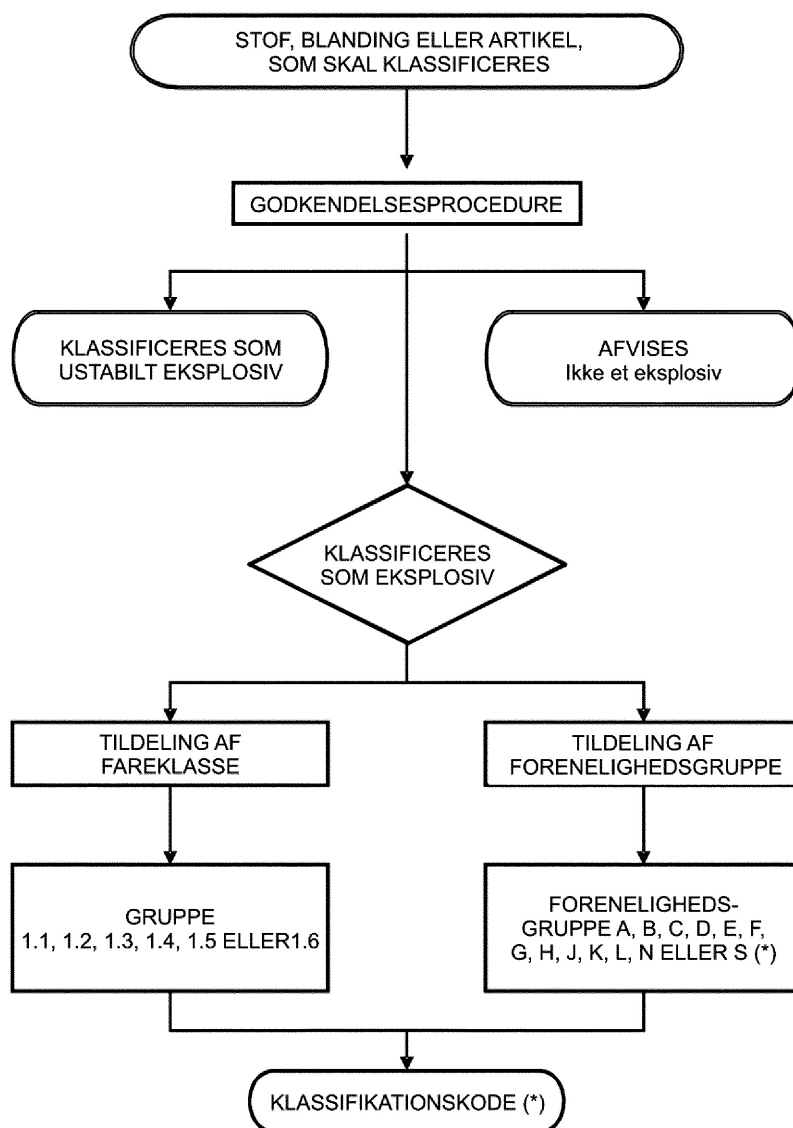 STOF, BLANDING ELLER ARTIKEL,
SOM SKAL KLASSIFICERES
GODKENDELSESPROCEDURE
KLASSIFICERES SOM
USTABILT EKSPLOSIV
AFVISES
Ikke et eksplosiv
KLASSIFICERES
SOM EKSPLOSIV
TILDELING AF
FAREKLASSE
TILDELING AF
FORENELIGHEDSGRUPPE
GRUPPE
1.1, 1.2, 1.3, 1.4, 1.5 ELLER1.6
FORENELIGHEDS-
GRUPPE A, B, C, D, E, F,
G, H, J, K, L, N ELLER S (*)
KLASSIFIKATIONSKODE (*)